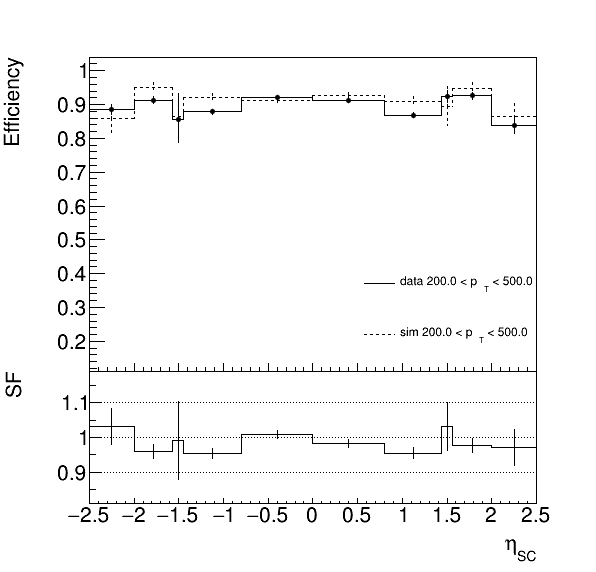 Efficiency
1
0.9
0.8
0.7
0.6
0.5
0.4
0.3
0.2
data 200.0 < p_T < 500.0
sim 200.0 < p_T < 500.0
SF
1.1
1
0.9
−2.5 −2 −1.5 −1 −0.5 0 0.5 1 1.5 2 2.5
η_SC